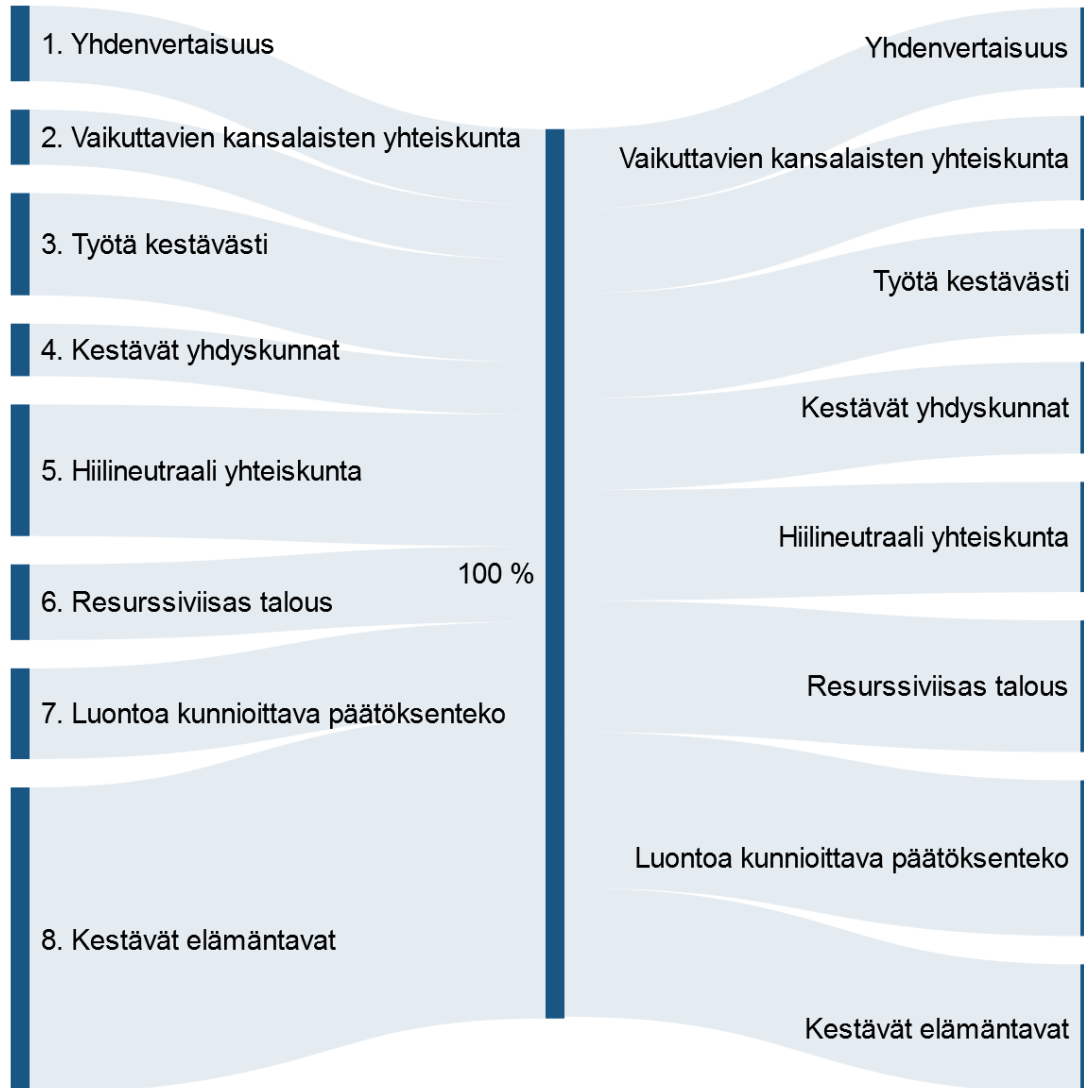 1. Yhdenvertaisuus
2. Vaikuttavien kansalaisten yhteiskunta
3. Työtä kestävästi
4. Kestävät yhdyskunnat
5. Hiilineutraali yhteiskunta
6. Resurssiviisas talous
7. Luontoa kunnioittava päätöksenteko
8. Kestävät elämäntavat
100 %
Yhdenvertaisuus
Vaikuttavien kansalaisten yhteiskunta
Työtä kestävästi
Kestävät yhdyskunnat
Hiilineutraali yhteiskunta
Resurssiviisas talous
Luontoa kunnioittava päätöksenteko
Kestävät elämäntavat